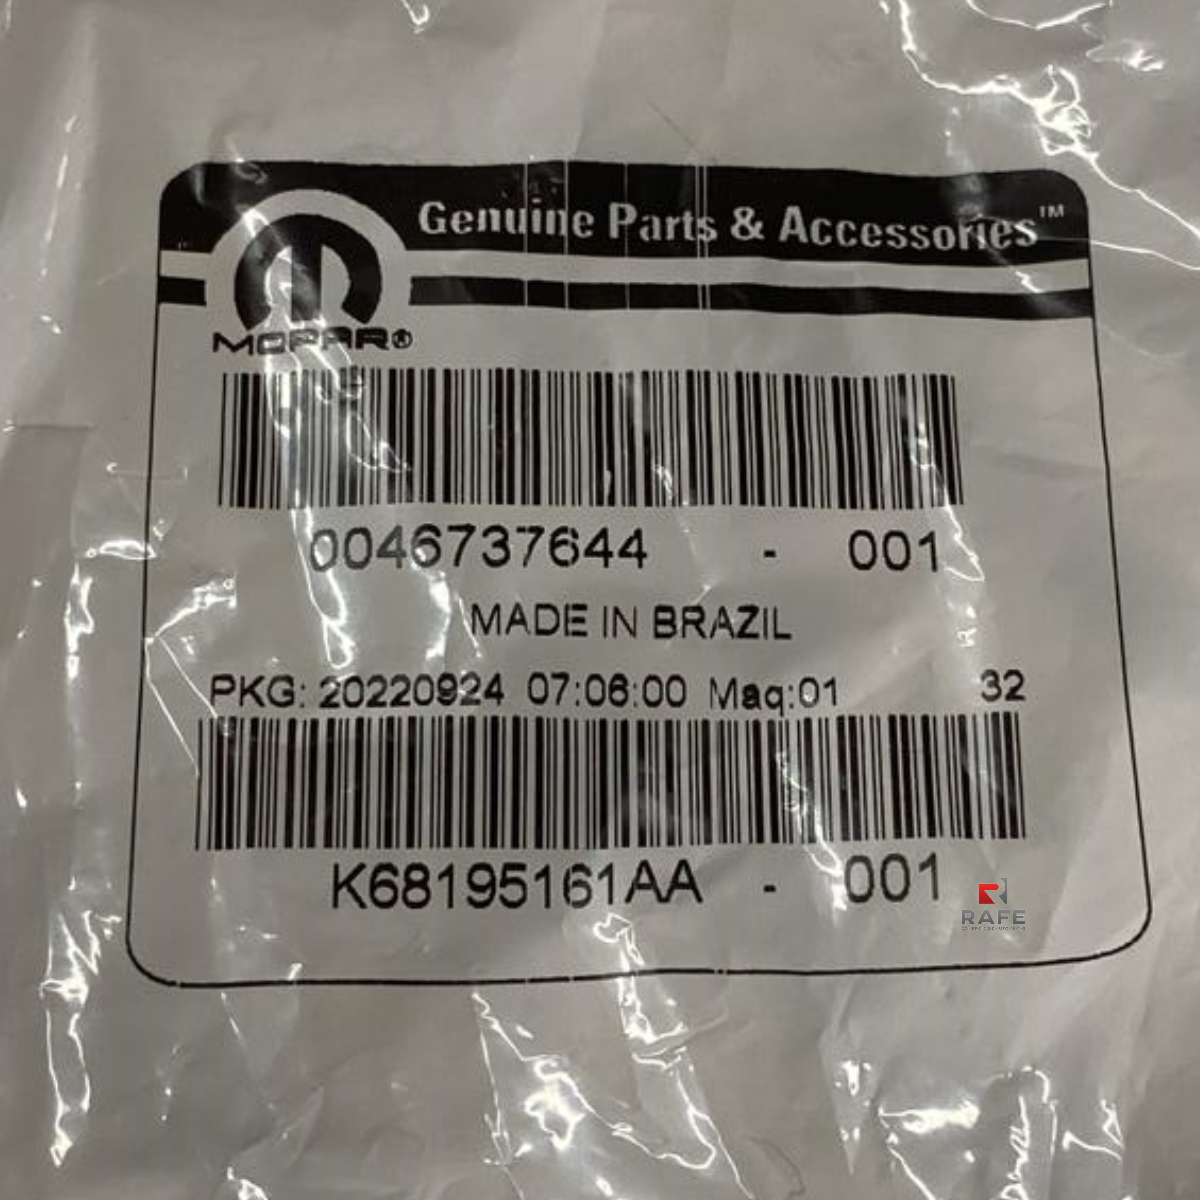 Genuine Parts & Accessories™
MOPAR®
0046737644 - 001
MADE IN BRAZIL
PKG: 20220924 07:06:00 Maq:01 32
K68195161AA - 001
RAFE